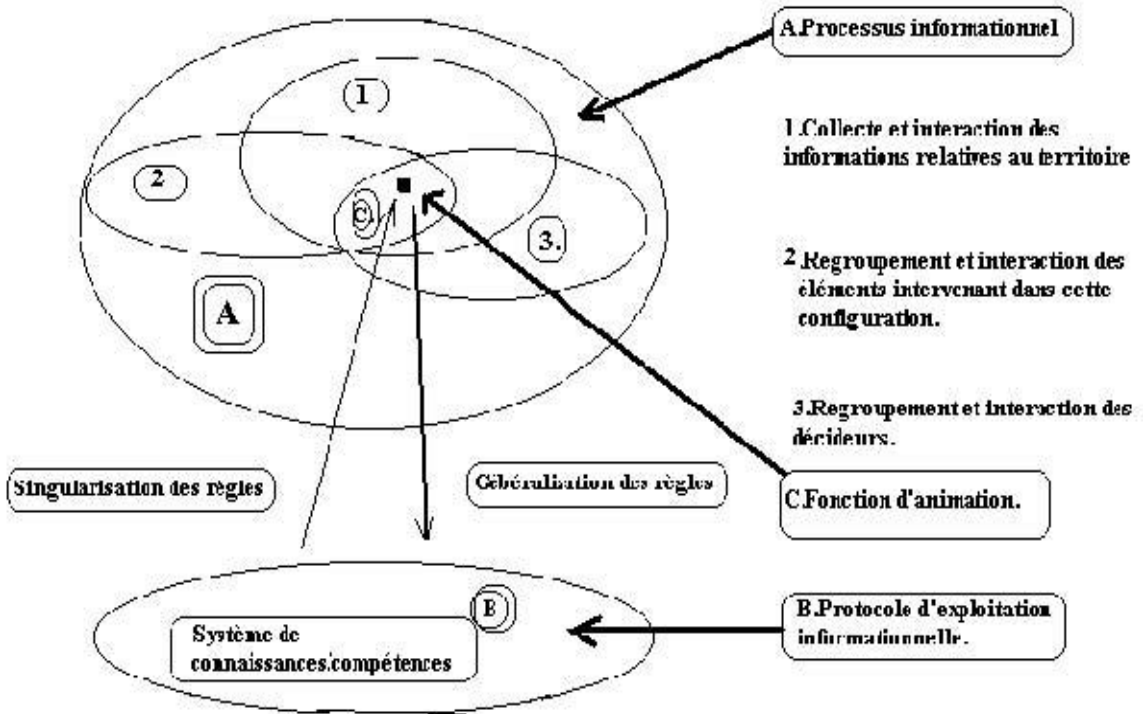 A.Processus informationnel
1
1.Collecte et interaction des
informations relatives au territoire
2
C.
3.
2.Regroupement et interaction des
éléments intervenant dans cette
configuration.
A
3.Regroupement et interaction des
décideurs.
Singularisation des règles
Gébéralisation des règles
C.Fonction d'animation.
B
B.Protocole d'exploitation
informationnelle.
Système de
connaissances/compétences